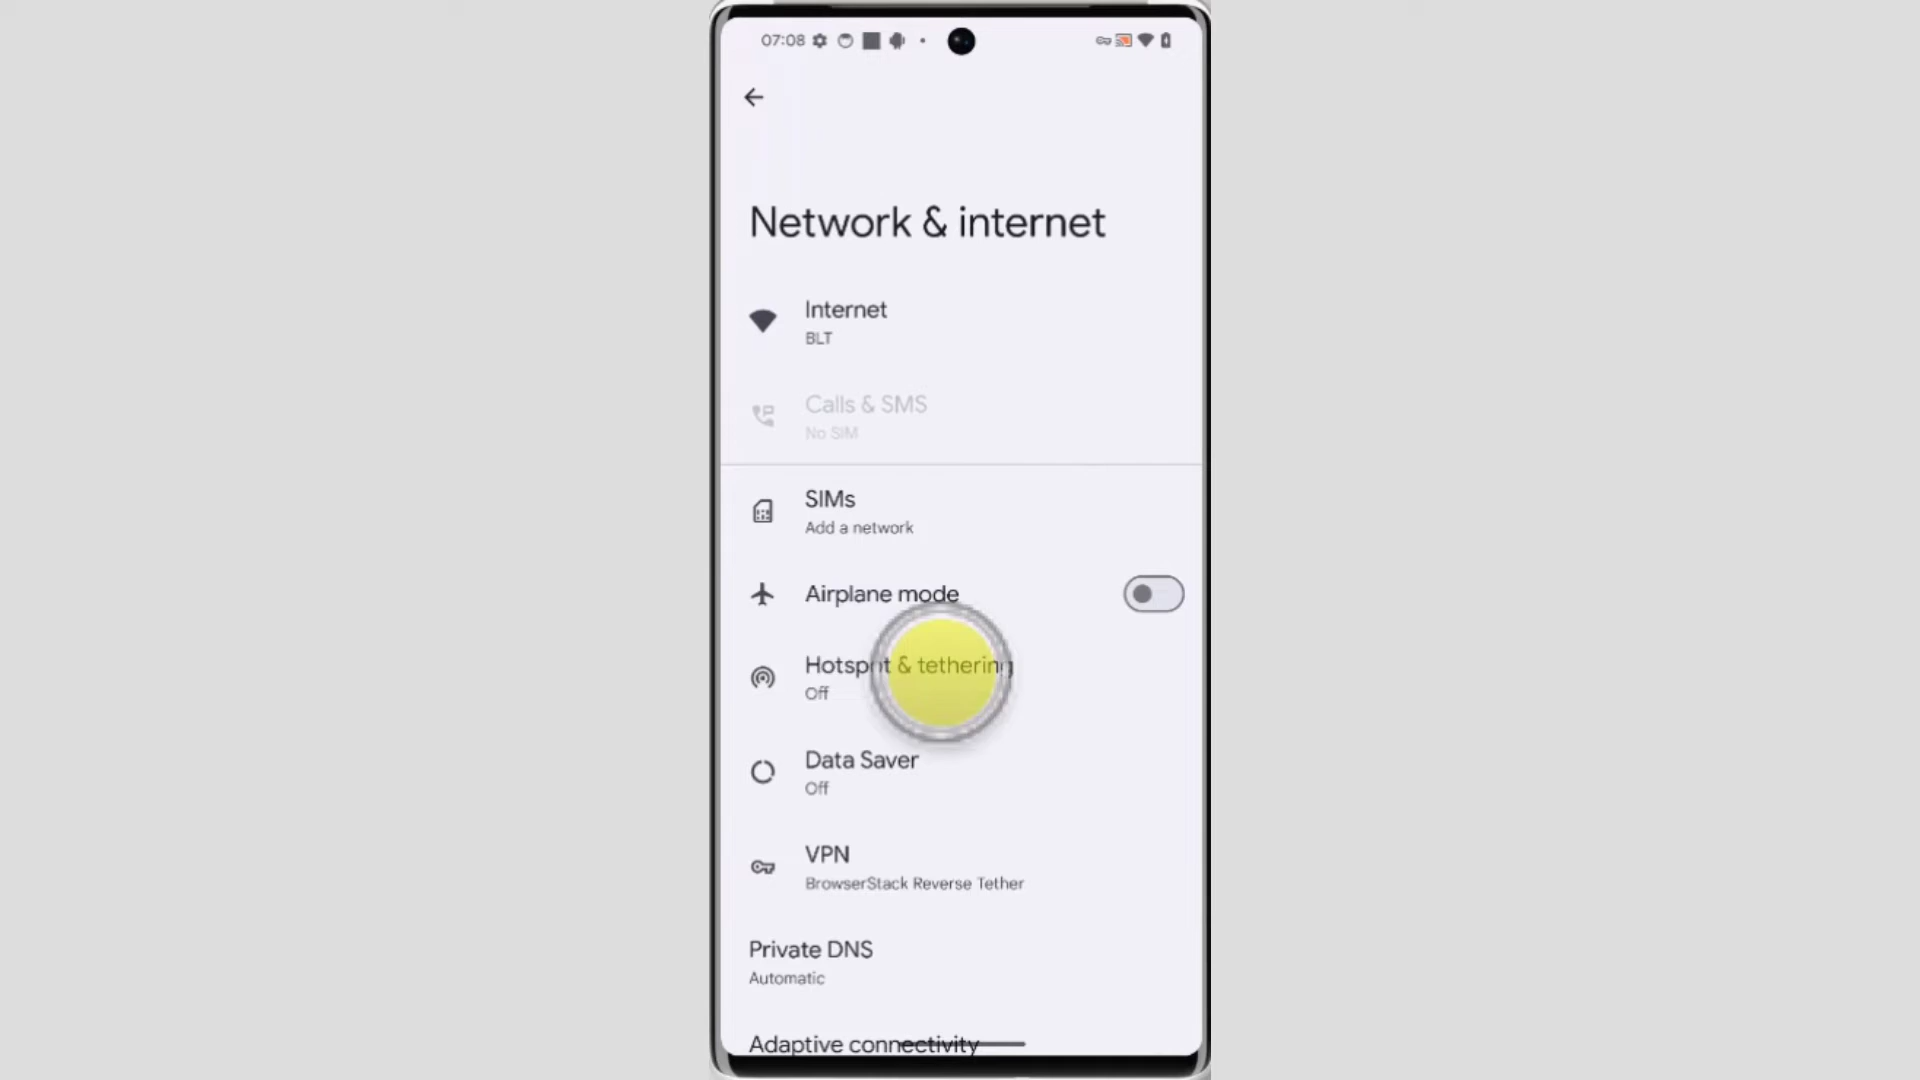 07:08
Network & internet
Internet
BLT
Calls & SMS
No SIM
SIMs
Add a network
Airplane mode
Hotspot & tethering
Off
Data Saver
Off
VPN
BrowserStack Reverse Tether
Private DNS
Automatic
Adaptive connectivity